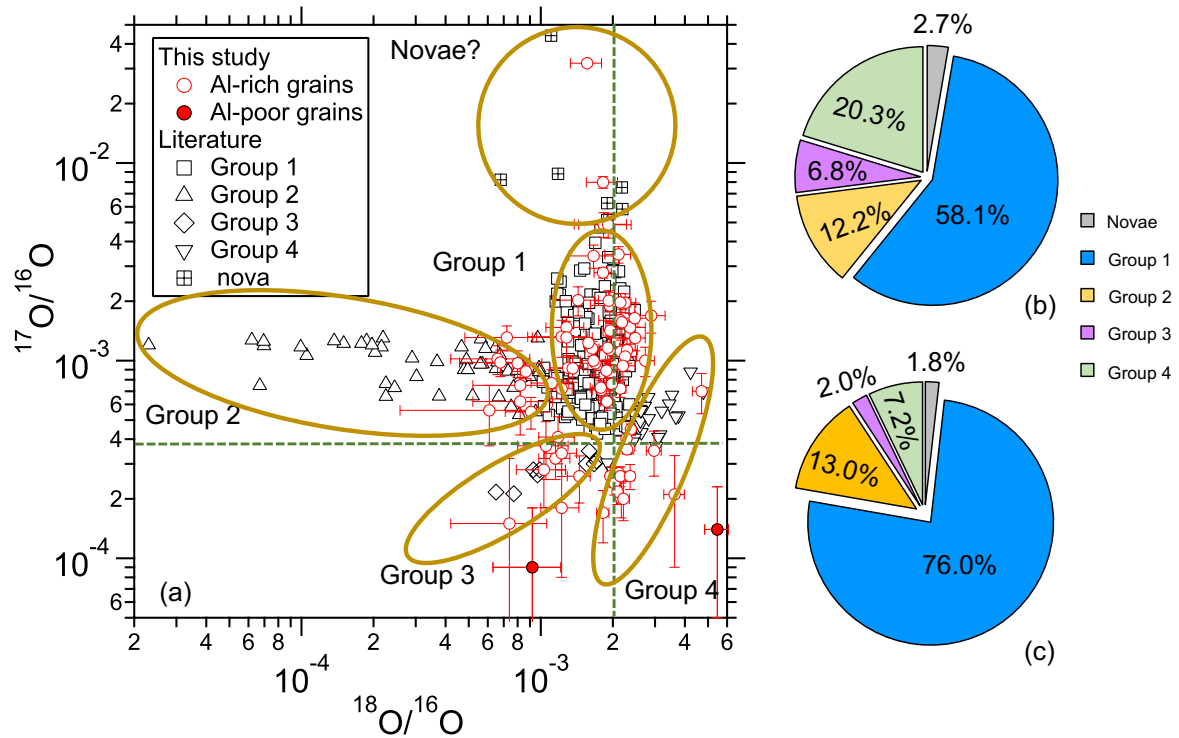 This study
Al-rich grains
Al-poor grains
Literature
Group 1
Group 2
Group 3
Group 4
nova
Novae?
Group 1
Group 2
Group 3
Group 4
(a)
4
2
10⁻²
8
6
4
2
10⁻³
8
6
4
2
10⁻⁴
8
6
¹⁷O/¹⁶O
2
4
6
8
10⁻⁴
2
4
6
8
10⁻³
2
4
6
¹⁸O/¹⁶O
2.7%
20.3%
6.8%
12.2%
58.1%
(b)
Novae
Group 1
Group 2
Group 3
Group 4
1.8%
2.0%
7.2%
13.0%
76.0%
(c)